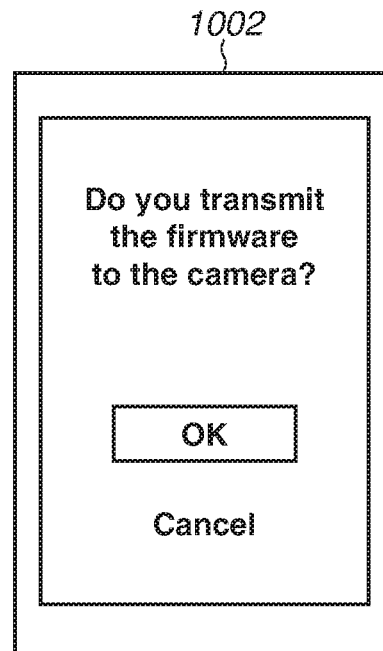 1002
Do you transmit
the firmware
to the camera?
OK
Cancel